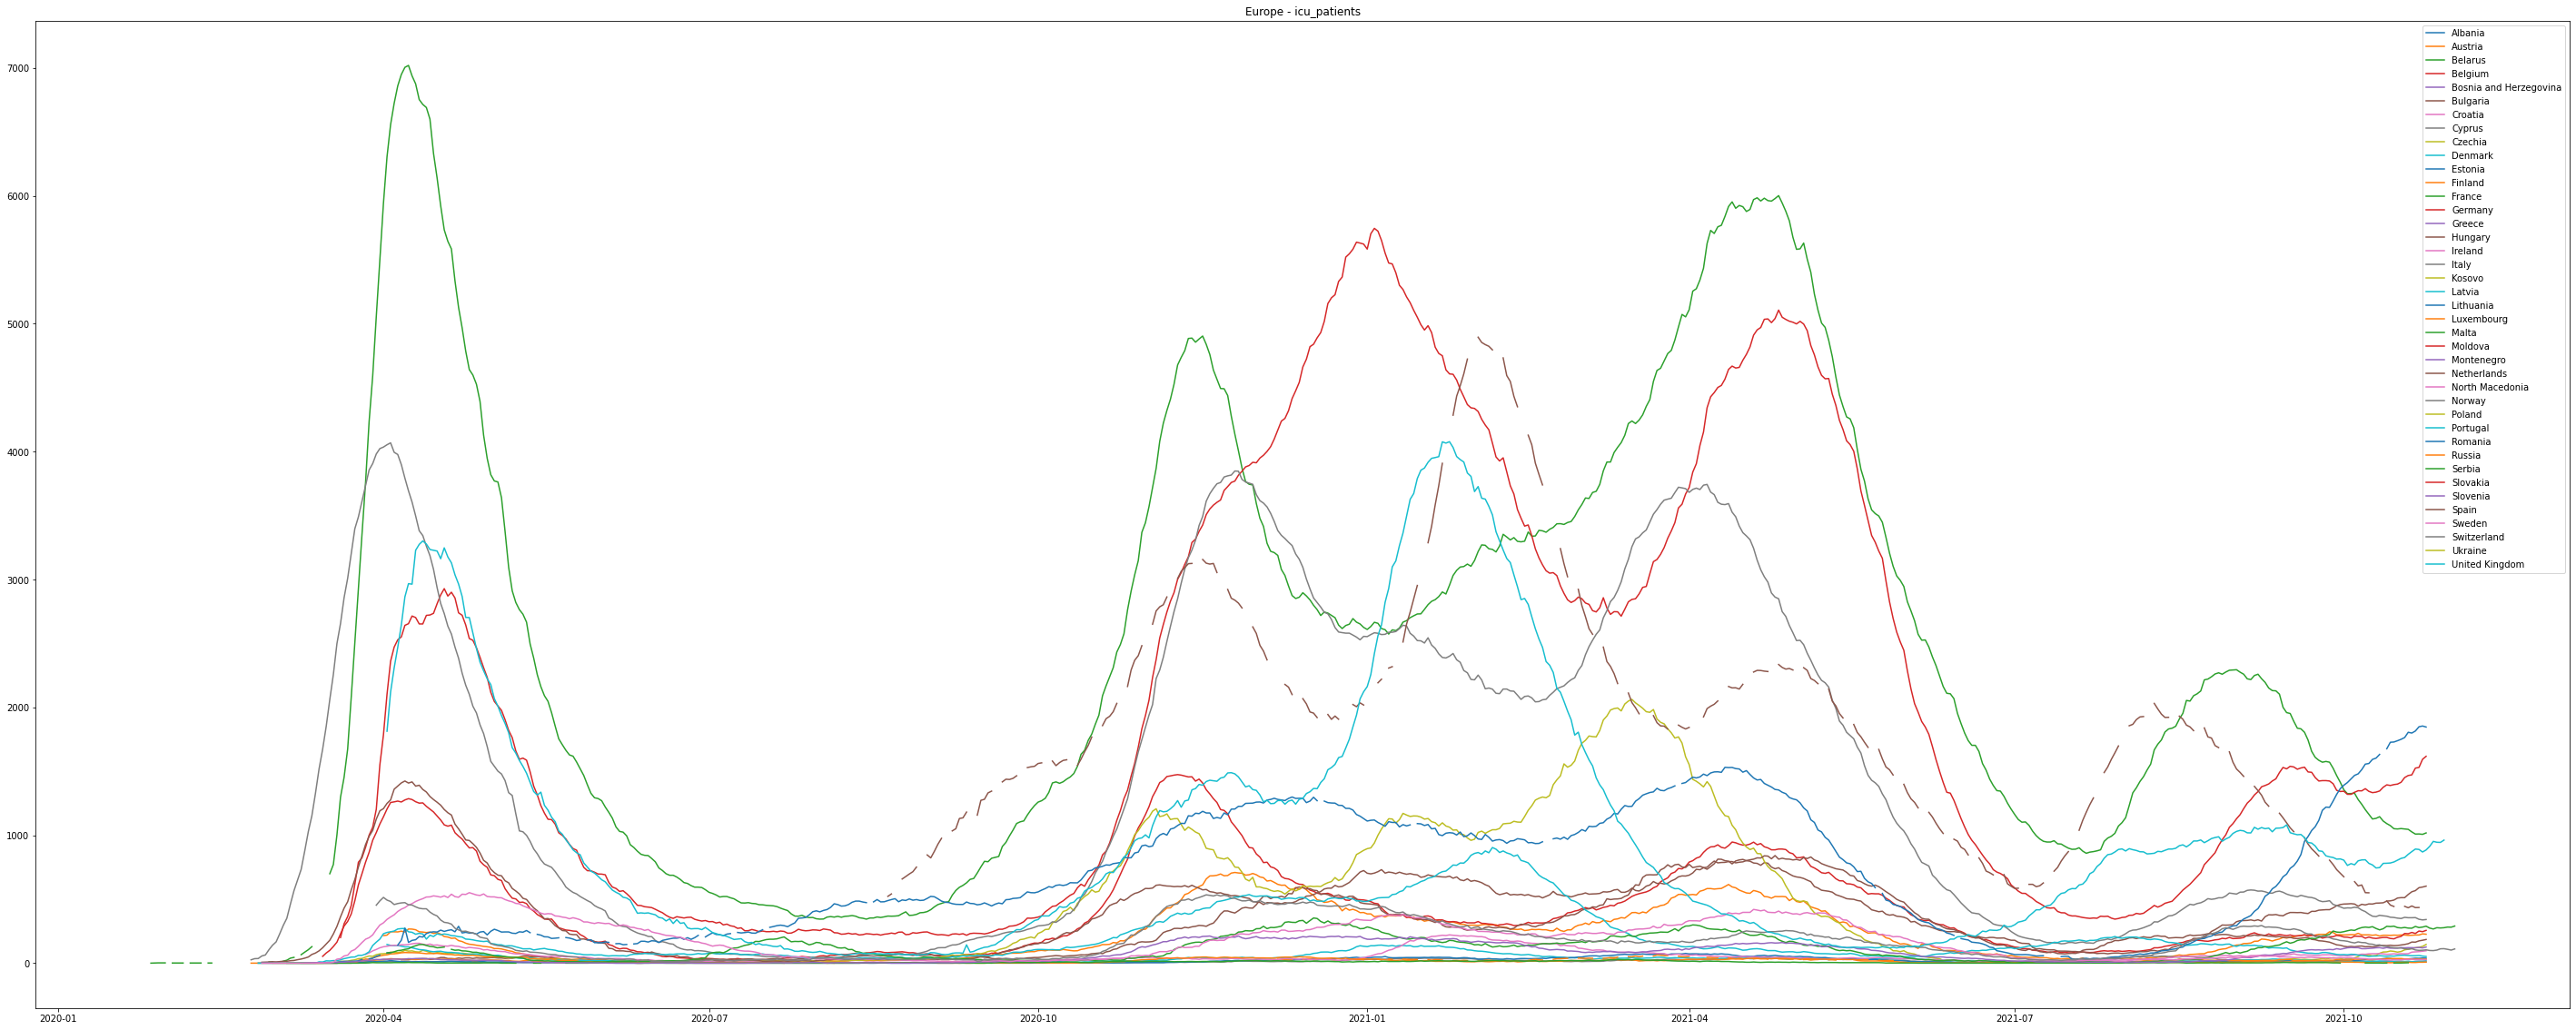 Europe - icu_patients
7000
6000
5000
4000
3000
2000
1000
0
2020-01
2020-04
2020-07
2020-10
2021-01
2021-04
2021-07
2021-10
Albania
Austria
Belarus
Belgium
Bosnia and Herzegovina
Bulgaria
Croatia
Cyprus
Czechia
Denmark
Estonia
Finland
France
Germany
Greece
Hungary
Ireland
Italy
Kosovo
Latvia
Lithuania
Luxembourg
Malta
Moldova
Montenegro
Netherlands
North Macedonia
Norway
Poland
Portugal
Romania
Russia
Serbia
Slovakia
Slovenia
Spain
Sweden
Switzerland
Ukraine
United Kingdom